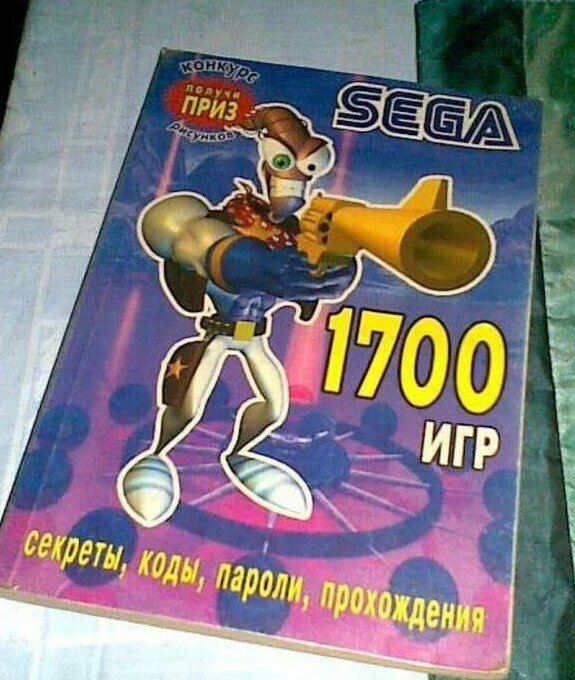 конкурс
получи
ПРИЗ
рисунков
SEGA
1700
ИГР
секреты, коды, пароли, прохождения